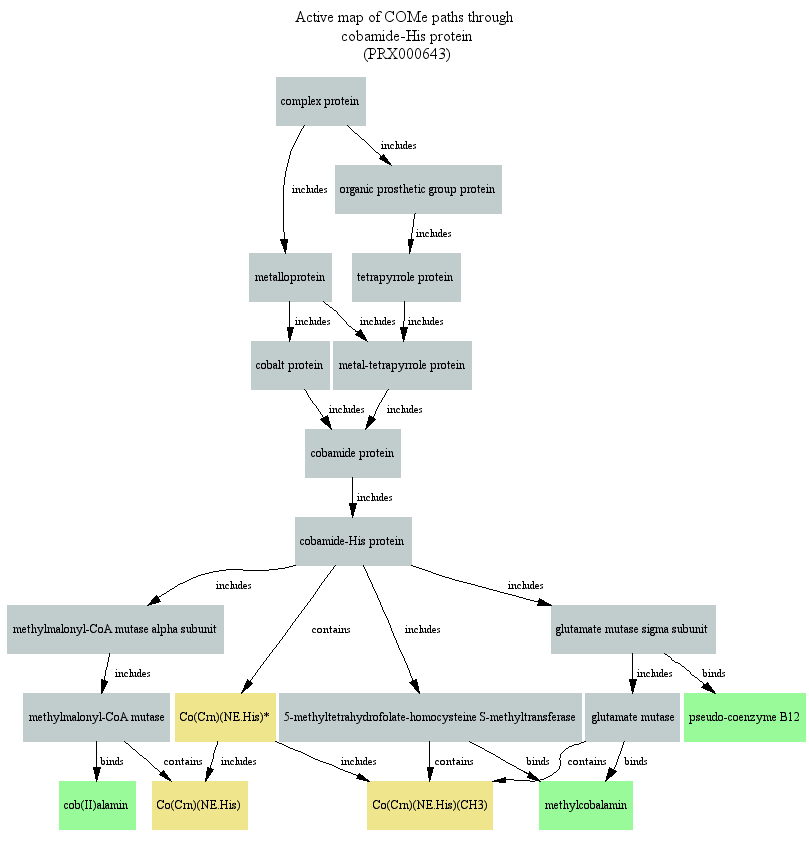 Active map of COMe paths through
cobamide-His protein
(PRX000643)
complex protein
includes
organic prosthetic group protein
includes
includes
metalloprotein
tetrapyrrole protein
includes
includes
includes
cobalt protein
metal-tetrapyrrole protein
includes
includes
cobamide protein
includes
cobamide-His protein
includes
includes
contains
includes
methylmalonyl-CoA mutase alpha subunit
glutamate mutase sigma subunit
includes
includes
binds
methylmalonyl-CoA mutase
Co(Crn)(NE.His)*
5-methyltetrahydrofolate-homocysteine S-methyltransferase
glutamate mutase
pseudo-coenzyme B12
binds
contains
includes
includes
contains
binds
contains
binds
cob(II)alamin
Co(Crn)(NE.His)
Co(Crn)(NE.His)(CH3)
methylcobalamin